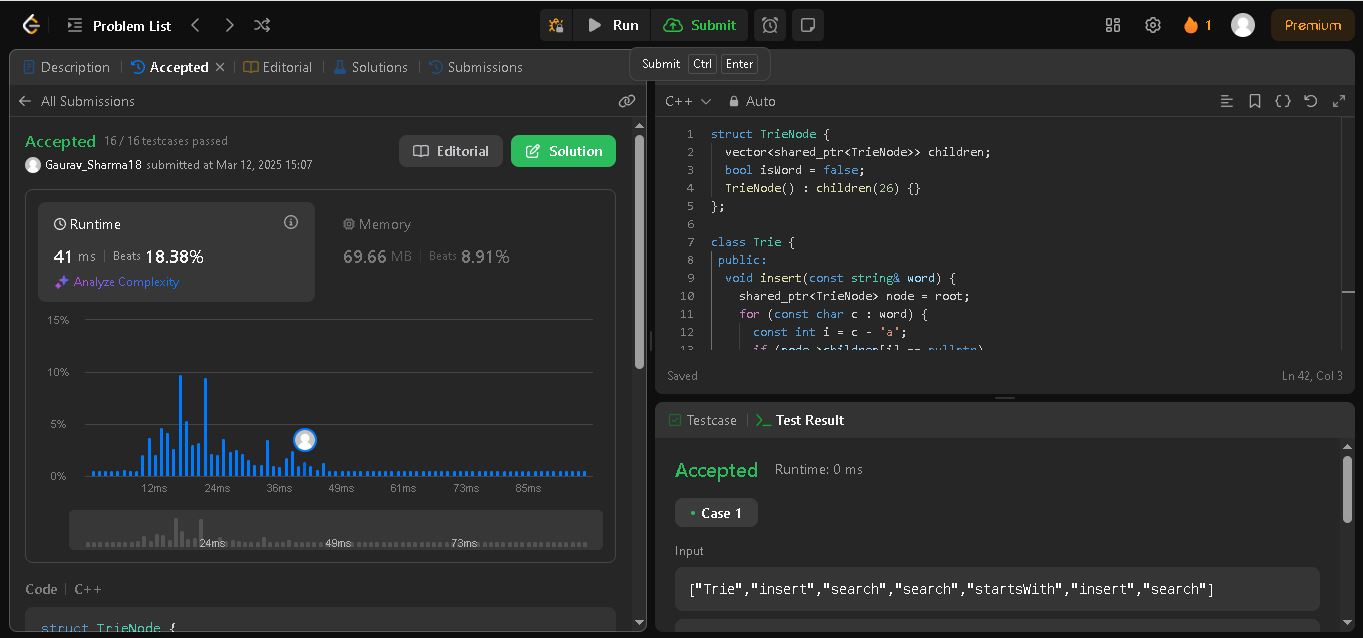 Problem List
Run
Submit
1
Premium
Description
Accepted
Editorial
Solutions
Submissions
Submit Ctrl Enter
All Submissions
Accepted 16 / 16 testcases passed
Gaurav_Sharma18 submitted at Mar 12, 2025 15:07
Editorial
Solution
Runtime
41 ms Beats 18.38%
Analyze Complexity
Memory
69.66 MB Beats 8.91%
15%
10%
5%
0%
12ms 24ms 36ms 49ms 61ms 73ms 85ms
24ms 49ms 73ms
Code C++
struct TrieNode {
C++ Auto
1 struct TrieNode {
2 vector<shared_ptr<TrieNode>> children;
3 bool isWord = false;
4 TrieNode() : children(26) {}
5 };
6
7 class Trie {
8 public:
9 void insert(const string& word) {
10 shared_ptr<TrieNode> node = root;
11 for (const char c : word) {
12 const int i = c - 'a';
13 if (node->children[i] == nullptr)
Saved
Ln 42, Col 3
Testcase
Test Result
Accepted Runtime: 0 ms
Case 1
Input
["Trie","insert","search","search","startsWith","insert","search"]